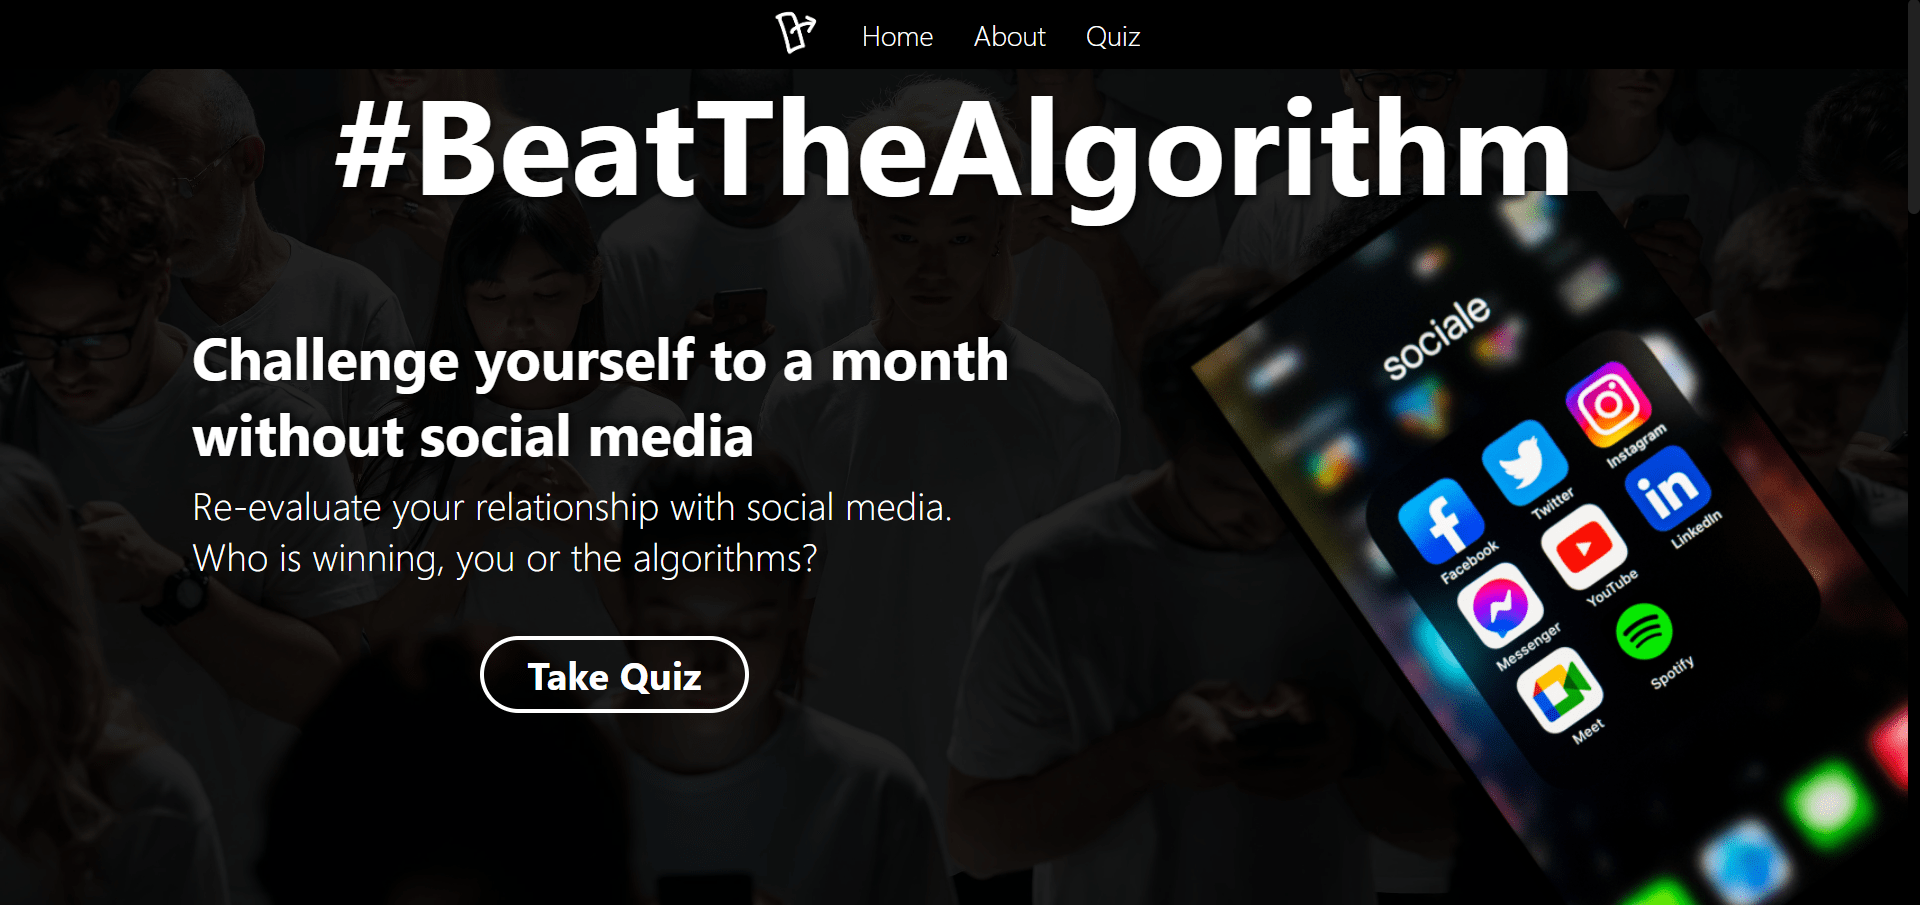 Home About Quiz
#BeatTheAlgorithm
Challenge yourself to a month
without social media
Re-evaluate your relationship with social media.
Who is winning, you or the algorithms?
Take Quiz
sociale
Facebook
Twitter
Instagram
Messenger
YouTube
LinkedIn
Meet
Spotify